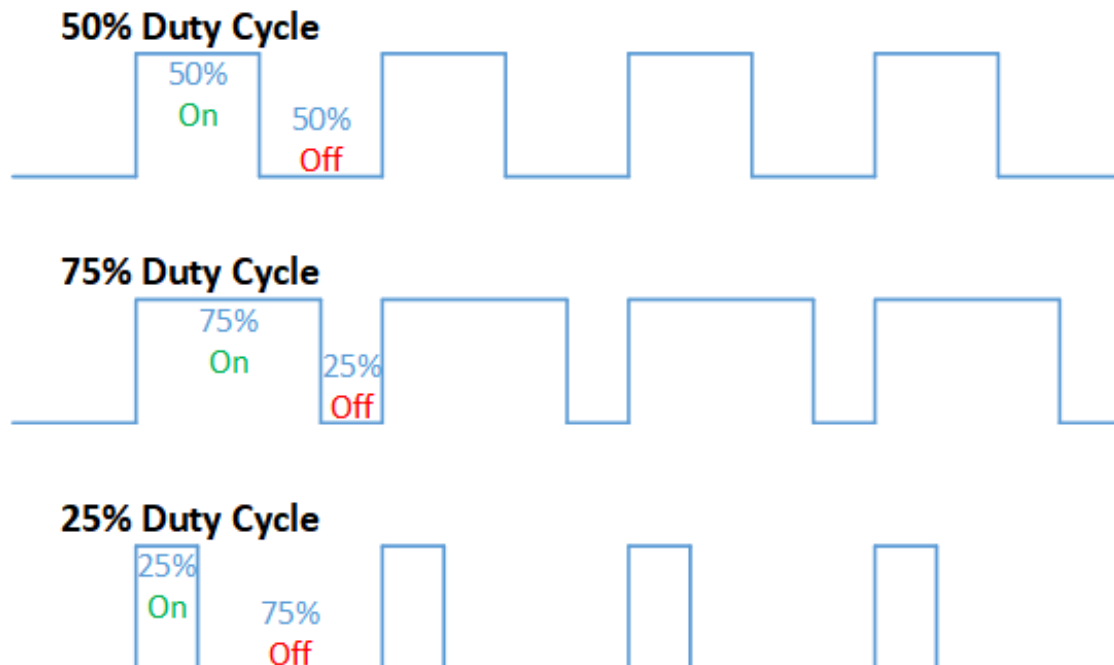 50% Duty Cycle
50%
On
50%
Off
75% Duty Cycle
75%
On
25%
Off
25% Duty Cycle
25%
On
75%
Off